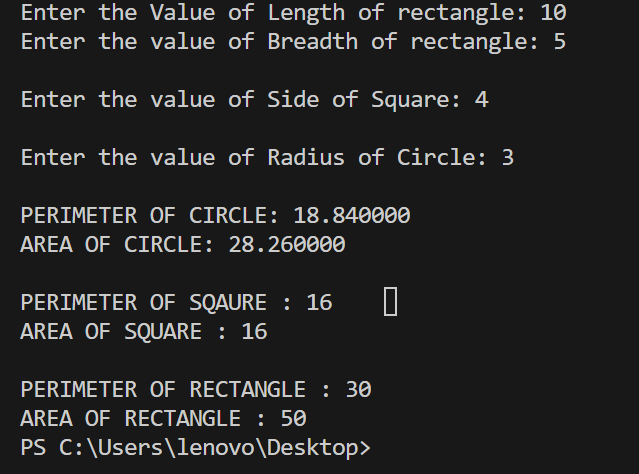 Enter the Value of Length of rectangle: 10
Enter the value of Breadth of rectangle: 5
Enter the value of Side of Square: 4
Enter the value of Radius of Circle: 3
PERIMETER OF CIRCLE: 18.840000
AREA OF CIRCLE: 28.260000
PERIMETER OF SQAURE : 16
AREA OF SQUARE : 16
PERIMETER OF RECTANGLE : 30
AREA OF RECTANGLE : 50
PS C:\Users\lenovo\Desktop>